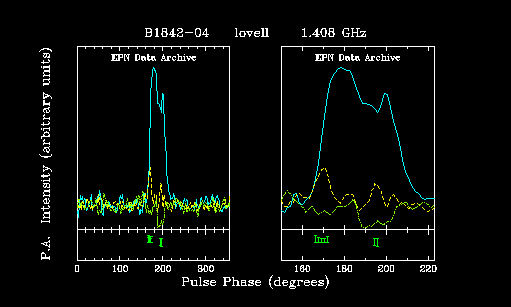 B1842-04 lovell 1.408 GHz
EPN Data Archive EPN Data Archive
P.A. Intensity (arbitrary units)
0 100 200 300 160 180 200 220
Pulse Phase (degrees)